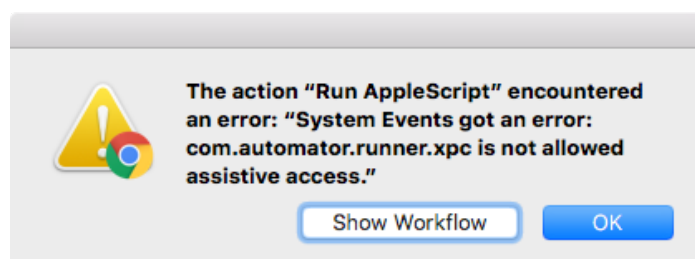 The action “Run AppleScript” encountered
an error: “System Events got an error:
com.automator.runner.xpc is not allowed
assistive access.”
Show Workflow
OK